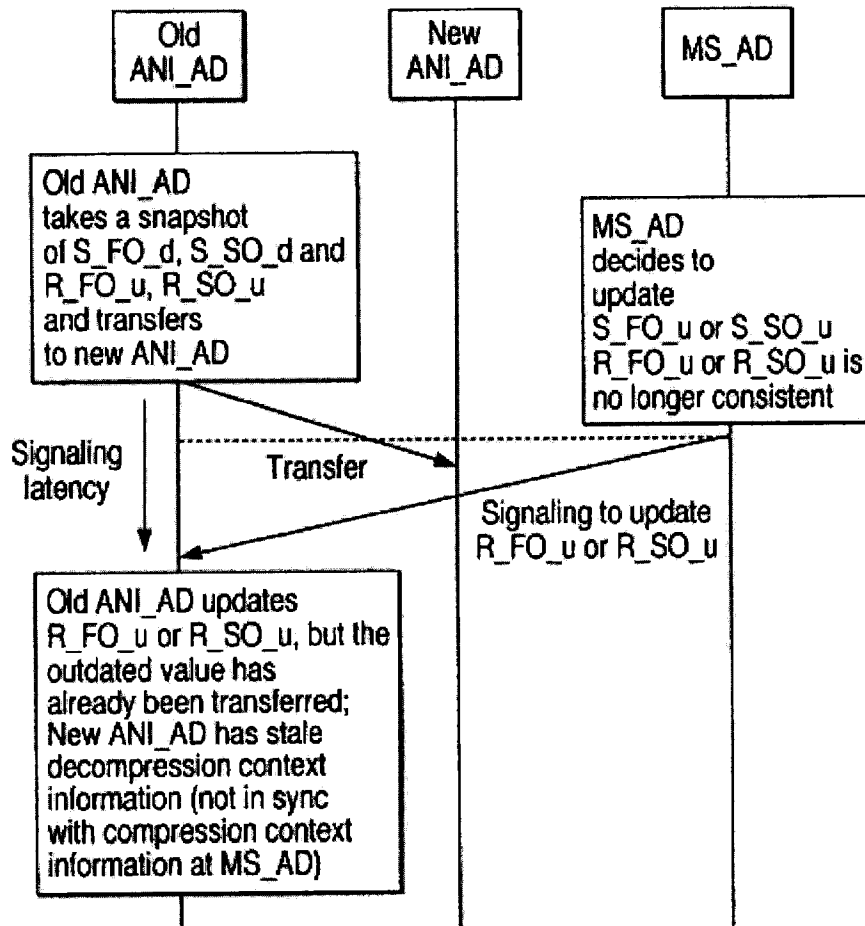 Old
ANI_AD
New
ANI_AD
MS_AD
Old ANI_AD
takes a snapshot
of S_FO_d, S_SO_d and
R_FO_u, R_SO_u
and transfers
to new ANI_AD
MS_AD
decides to
update
S_FO_u or S_SO_u
R_FO_u or R_SO_u is
no longer consistent
Signaling
latency
Transfer
Signaling to update
R_FO_u or R_SO_u
Old ANI_AD updates
R_FO_u or R_SO_u, but the
outdated value has
already been transferred;
New ANI_AD has stale
decompression context
information (not in sync
with compression context
information at MS_AD)